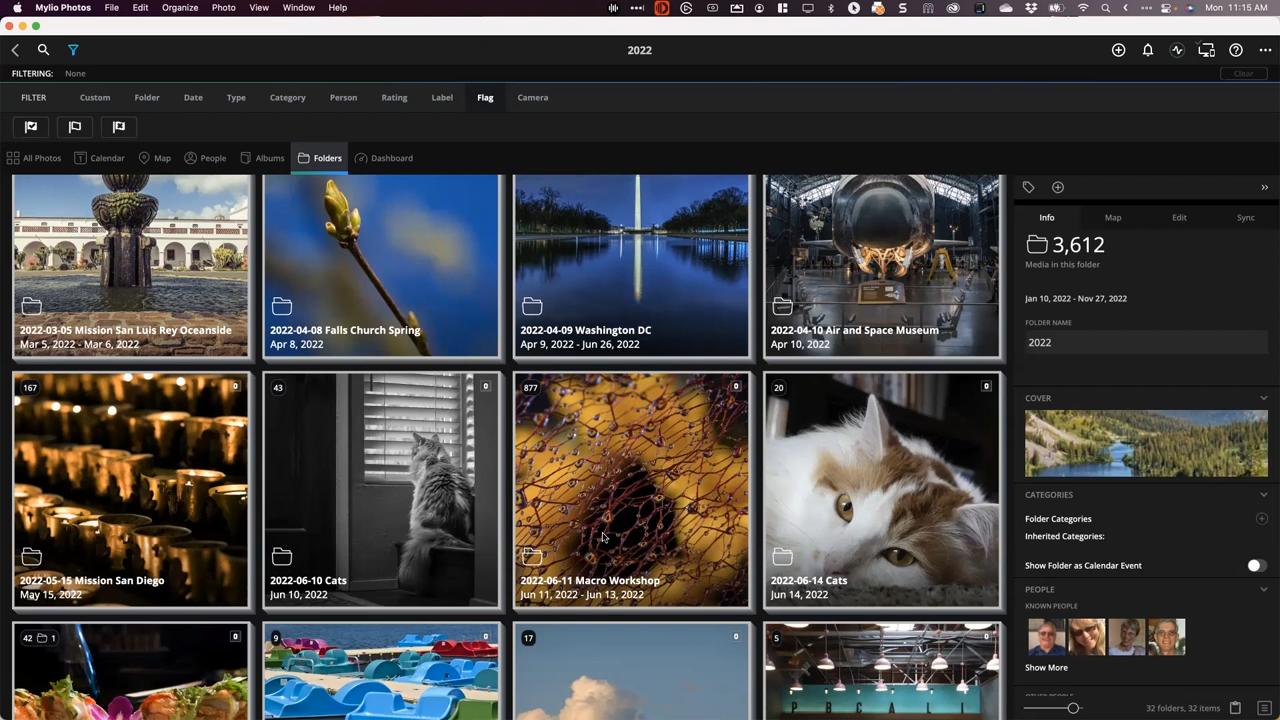 Mylio Photos File Edit Organize Photo View Window Help Mon 11:15 AM
2022
FILTERING: None Clear
FILTER Custom Folder Date Type Category Person Rating Label Flag Camera
All Photos Calendar Map People Albums Folders Dashboard
Info Map Edit Sync
3,612
Media in this folder
Jan 10, 2022 - Nov 27, 2022
FOLDER NAME
2022
2022-03-05 Mission San Luis Rey Oceanside
Mar 5, 2022 - Mar 6, 2022
2022-04-08 Falls Church Spring
Apr 8, 2022
2022-04-09 Washington DC
Apr 9, 2022 - Jun 26, 2022
2022-04-10 Air and Space Museum
Apr 10, 2022
167 0
2022-05-15 Mission San Diego
May 15, 2022
43 0
2022-06-10 Cats
Jun 10, 2022
877 0
2022-06-11 Macro Workshop
Jun 11, 2022 - Jun 13, 2022
20 0
2022-06-14 Cats
Jun 14, 2022
42 1 0
9 0
17 0
5 0
PBCALI
COVER
CATEGORIES
Folder Categories
Inherited Categories:
Show Folder as Calendar Event
PEOPLE
KNOWN PEOPLE
Show More
32 folders, 32 items